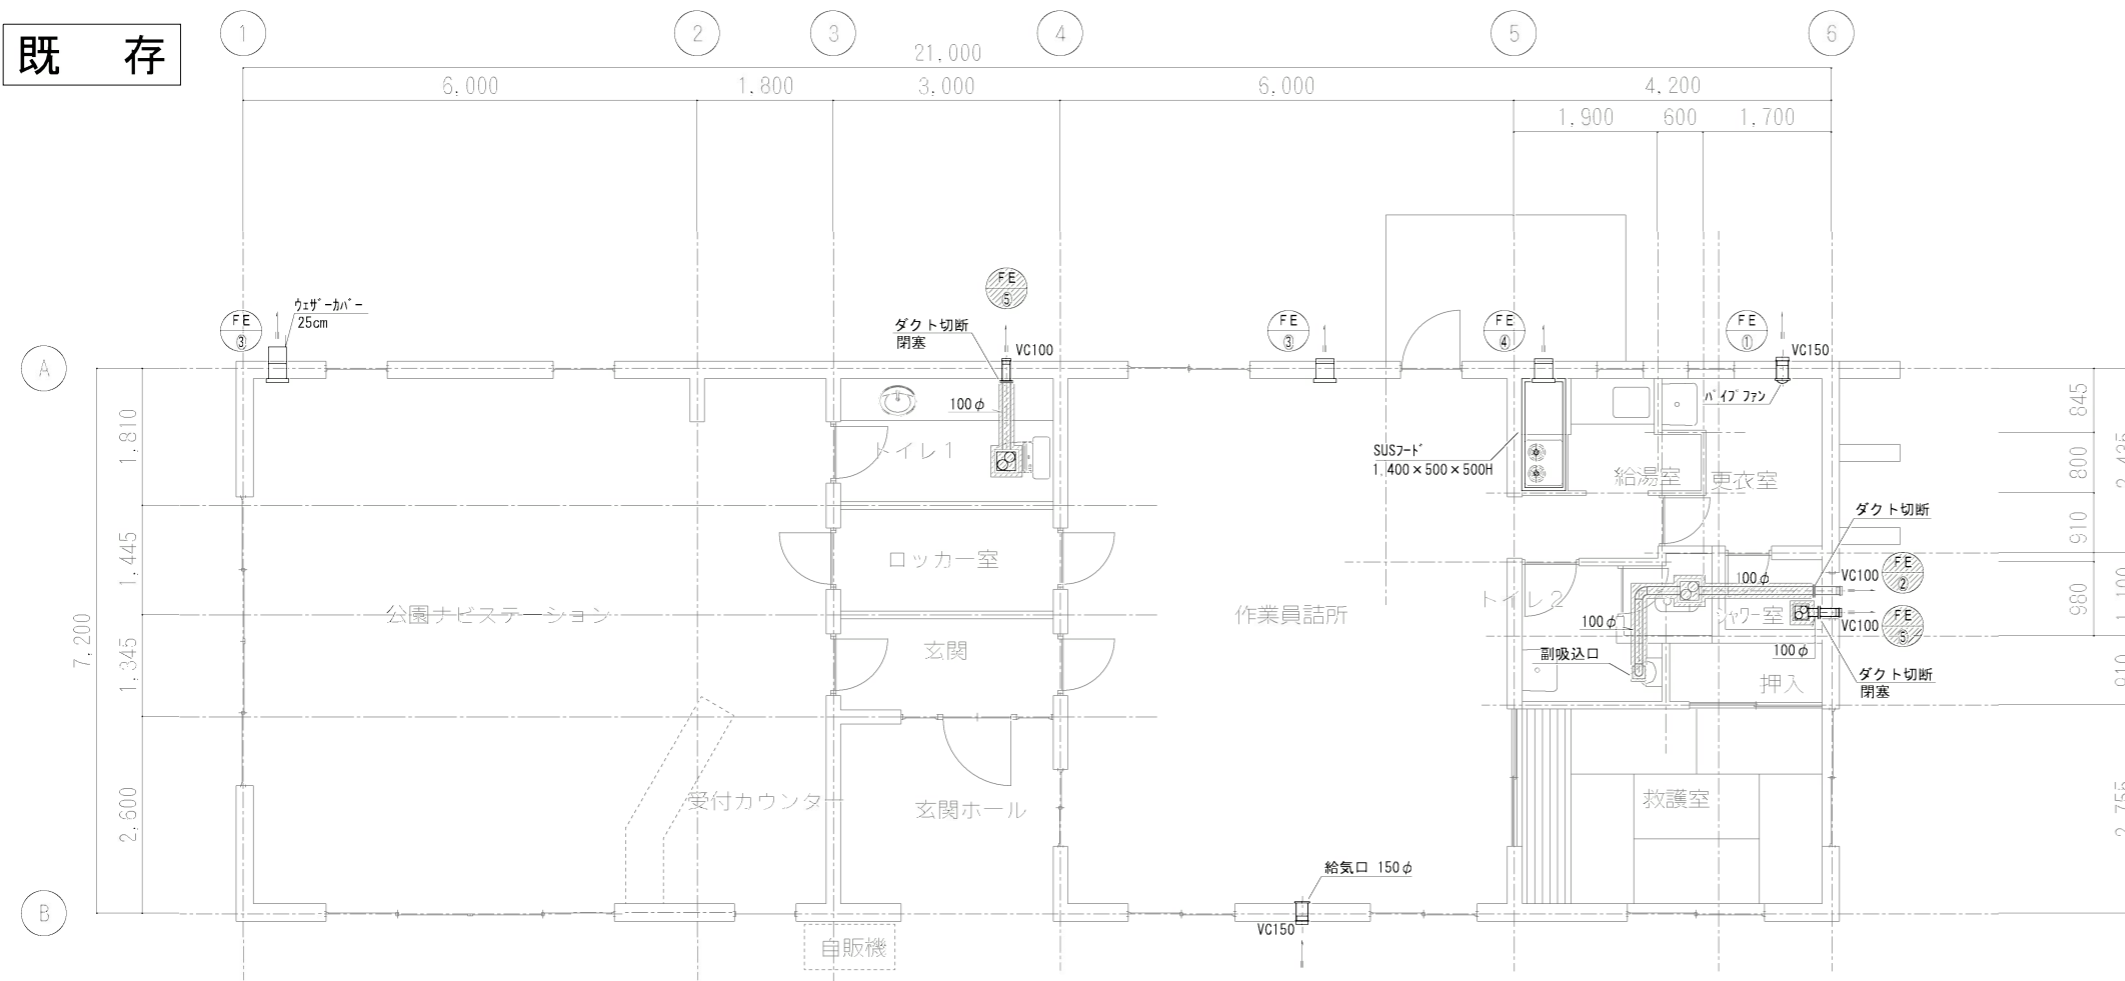 既 存
1 2 3 4 5 6
21,000
6,000 1,800 3,000 6,000 4,200
1,900 600 1,700
FE ③
ウェザーカバー
25cm
FE ⑤
ダクト切断
閉塞
VC100
FE ③
FE ④
FE ①
VC150
A
100φ
パイプファン
トイレ1
SUSフード
1,400×500×500H
給湯室
更衣室
1,810
845
800
2,435
ダクト切断
910
1,445
ロッカー室
100φ
VC100
FE ②
公園ナビステーション
作業員詰所
トイレ2
シャワー室
100φ
VC100
FE ⑤
980
1,100
7,200
1,345
玄関
副吸込口
100φ
ダクト切断
閉塞
押入
910
2,600
受付カウンター
玄関ホール
救護室
2,755
給気口 150φ
B
VC150
自販機